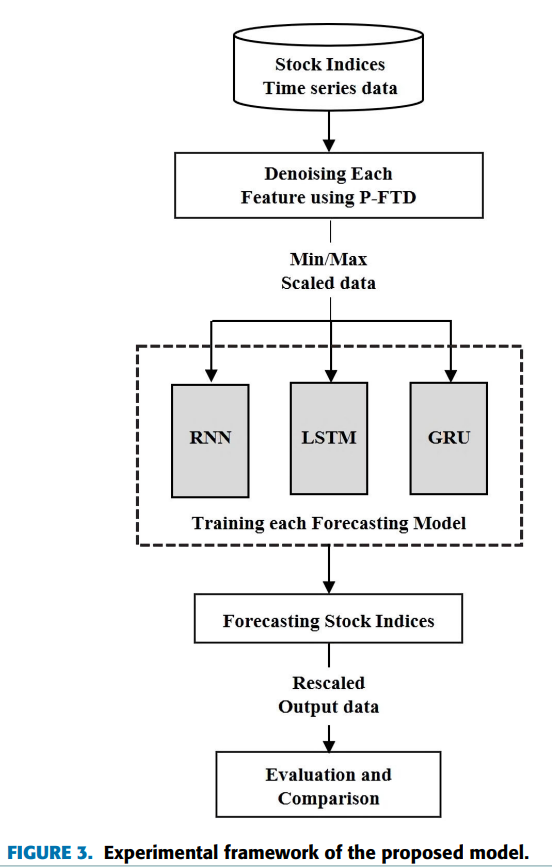 Stock Indices
Time series data
Denoising Each
Feature using P-FTD
Min/Max
Scaled data
RNN
LSTM
GRU
Training each Forecasting Model
Forecasting Stock Indices
Rescaled
Output data
Evaluation and
Comparison
FIGURE 3. Experimental framework of the proposed model.